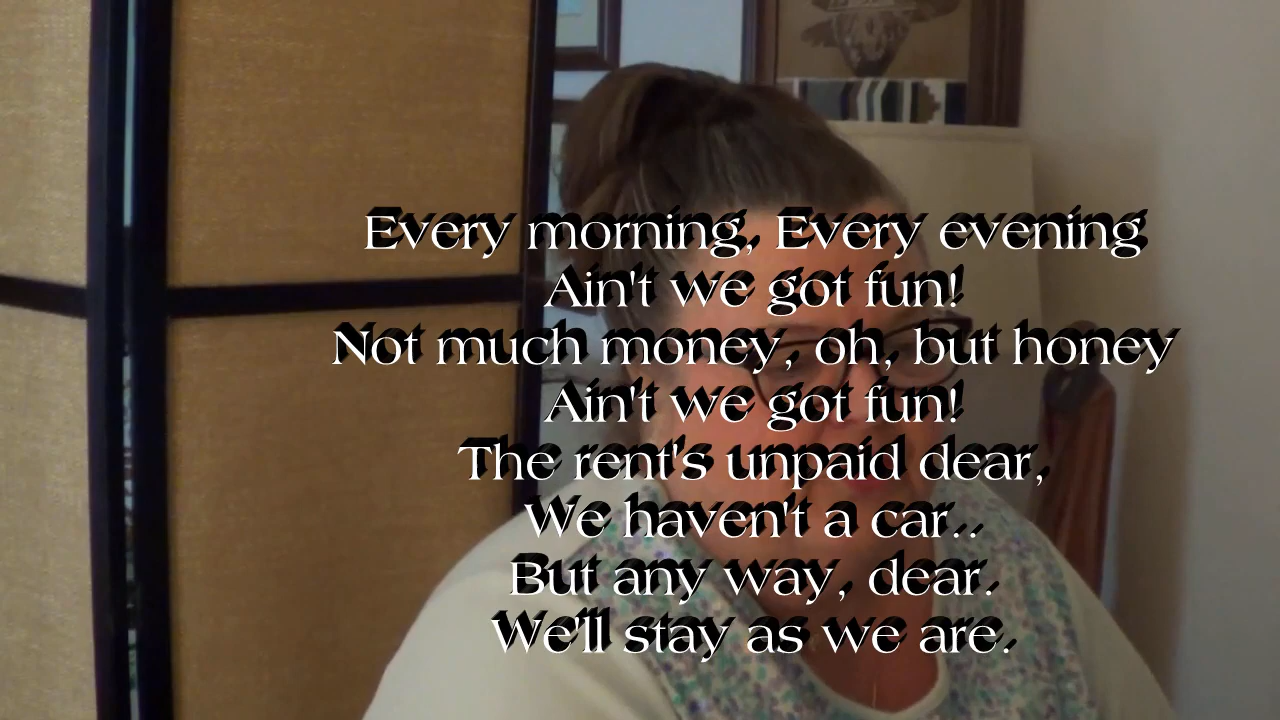 Every morning, Every evening
Ain't we got fun!
Not much money, oh, but honey
Ain't we got fun!
The rent's unpaid dear,
We haven't a car..
But any way, dear.
We'll stay as we are.